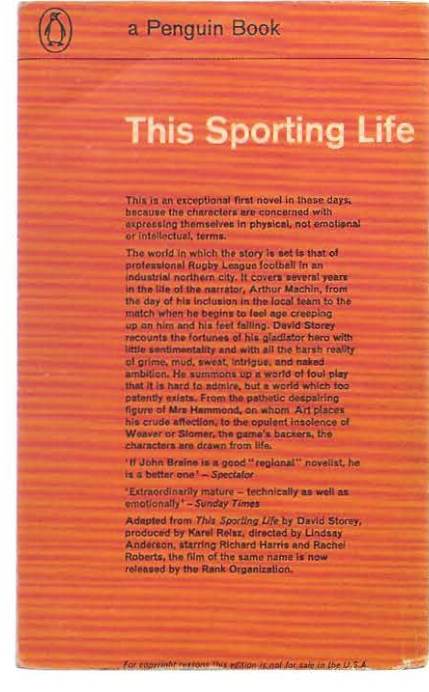 a Penguin Book
This Sporting Life
This is an exceptional first novel in these days,
because the characters are concerned with
expressing themselves in physical, not emotional
or intellectual, terms.
The world in which the story is set is that of
professional Rugby League football in an
industrial northern city. It covers several years
in the life of the narrator, Arthur Machin, from
the day of his inclusion in the local team to the
match when he begins to feel age creeping
up on him and his feet failing. David Storey
recounts the fortunes of his gladiator hero with
little sentimentality and with all the harsh reality
of grime, mud, sweat, intrigue, and naked
ambition. He summons up a world of foul play
that it is hard to admire, but a world which too
patently exists. From the pathetic despairing
figure of Mrs Hammond, on whom Art places
his crude affection, to the opulent insolence of
Weaver or Slomer, the game's backers, the
characters are drawn from life.
'If John Braine is a good "regional" novelist, he
is a better one' – Spectator
'Extraordinarily mature – technically as well as
emotionally' – Sunday Times
Adapted from This Sporting Life by David Storey,
produced by Karel Reisz, directed by Lindsay
Anderson, starring Richard Harris and Rachel
Roberts, the film of the same name is now
released by the Rank Organization.
For copyright reasons this edition is not for sale in the U.S.A.